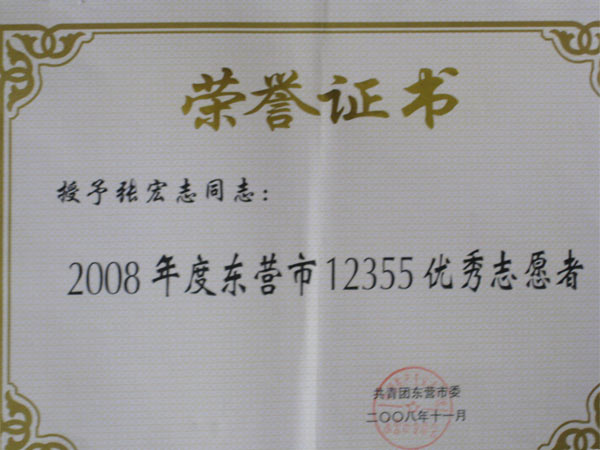 荣誉证书
授予张宏志同志：
2008年度东营市12355优秀志愿者
共青团东营市委
二〇〇八年十一月